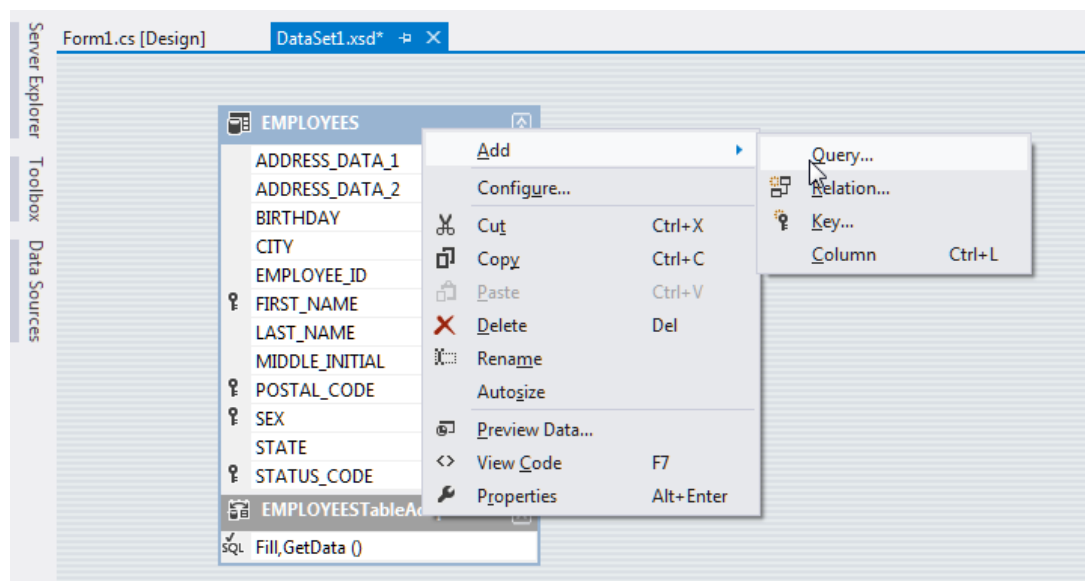 Server Explorer
Toolbox
Data Sources
Form1.cs [Design]
DataSet1.xsd*
EMPLOYEES
ADDRESS_DATA_1
ADDRESS_DATA_2
BIRTHDAY
CITY
EMPLOYEE_ID
FIRST_NAME
LAST_NAME
MIDDLE_INITIAL
POSTAL_CODE
SEX
STATE
STATUS_CODE
EMPLOYEESTableA
SQL Fill,GetData ()
Add
Configure...
Cut Ctrl+X
Copy Ctrl+C
Paste Ctrl+V
Delete Del
Rename
Autosize
Preview Data...
View Code F7
Properties Alt+Enter
Query...
Relation...
Key...
Column Ctrl+L